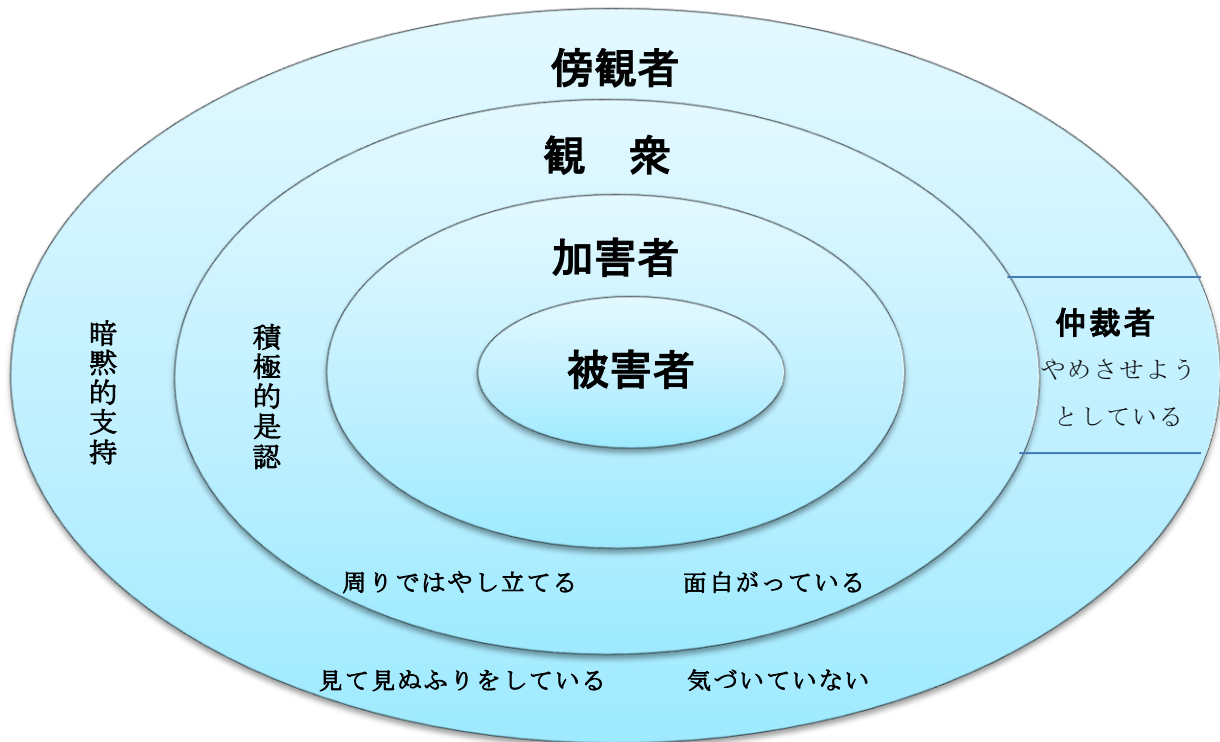 傍観者
観　衆
加害者
被害者
仲裁者
やめさせよう
としている
暗黙的支持
積極的是認
周りではやし立てる
面白がっている
見て見ぬふりをしている
気づいていない